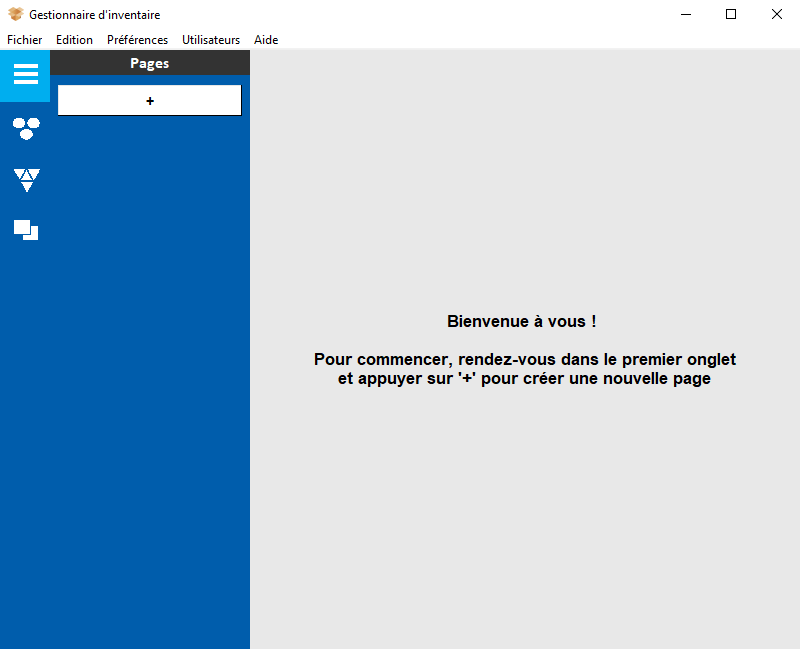 Gestionnaire d'inventaire
Fichier Edition Préférences Utilisateurs Aide
Pages
+
Bienvenue à vous !
Pour commencer, rendez-vous dans le premier onglet
et appuyer sur '+' pour créer une nouvelle page